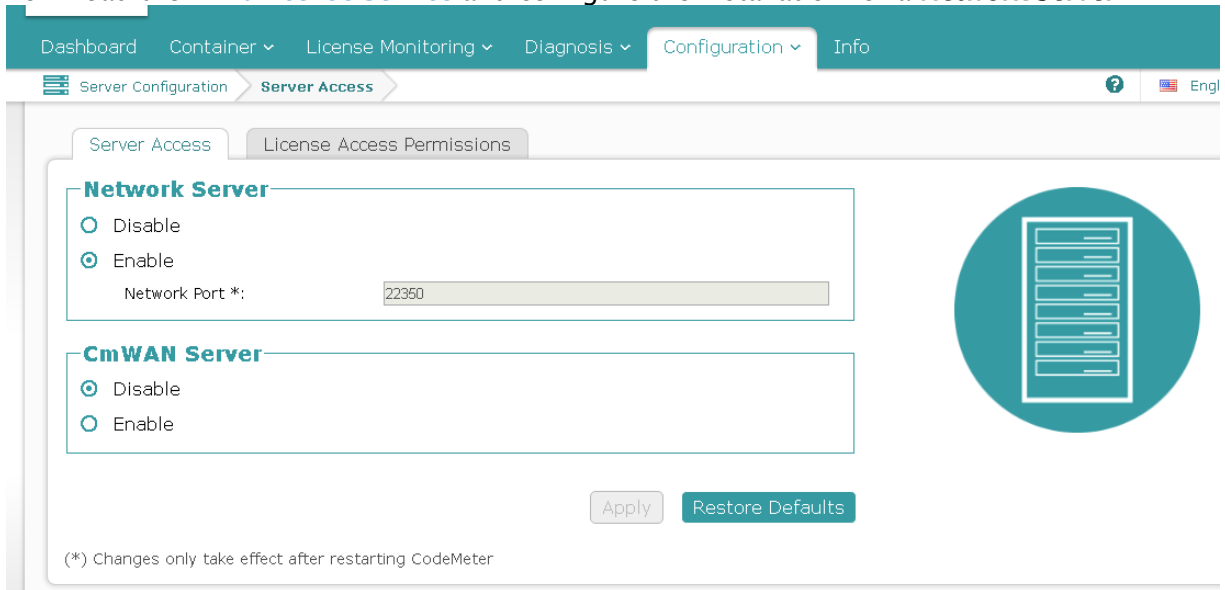 Dashboard Container License Monitoring Diagnosis Configuration Info
Server Configuration Server Access ? Engl
Server Access License Access Permissions
Network Server
Disable
Enable
Network Port *: 22350
CmWAN Server
Disable
Enable
Apply Restore Defaults
(*) Changes only take effect after restarting CodeMeter